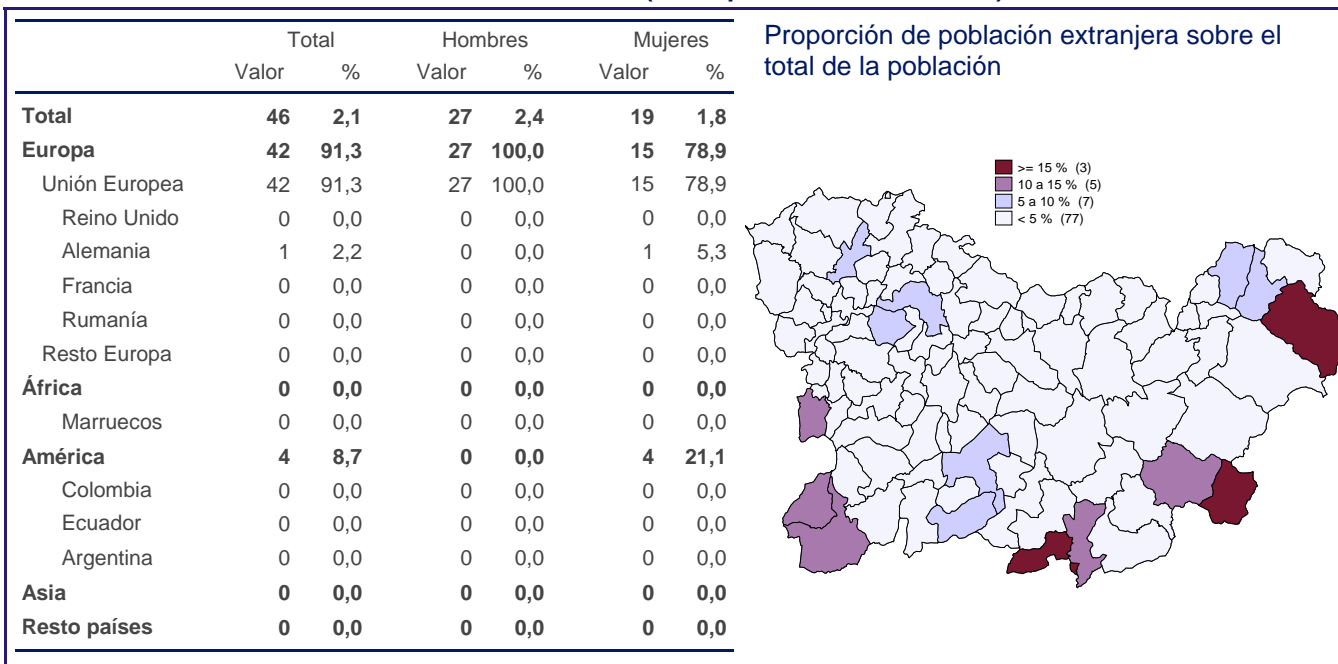 Total Hombres Mujeres
Valor % Valor % Valor %
Total 46 2,1 27 2,4 19 1,8
Europa 42 91,3 27 100,0 15 78,9
Unión Europea 42 91,3 27 100,0 15 78,9
Reino Unido 0 0,0 0 0,0 0 0,0
Alemania 1 2,2 0 0,0 1 5,3
Francia 0 0,0 0 0,0 0 0,0
Rumanía 0 0,0 0 0,0 0 0,0
Resto Europa 0 0,0 0 0,0 0 0,0
África 0 0,0 0 0,0 0 0,0
Marruecos 0 0,0 0 0,0 0 0,0
América 4 8,7 0 0,0 4 21,1
Colombia 0 0,0 0 0,0 0 0,0
Ecuador 0 0,0 0 0,0 0 0,0
Argentina 0 0,0 0 0,0 0 0,0
Asia 0 0,0 0 0,0 0 0,0
Resto países 0 0,0 0 0,0 0 0,0
Proporción de población extranjera sobre el
total de la población
>= 15 % (3)
10 a 15 % (5)
5 a 10 % (7)
< 5 % (77)